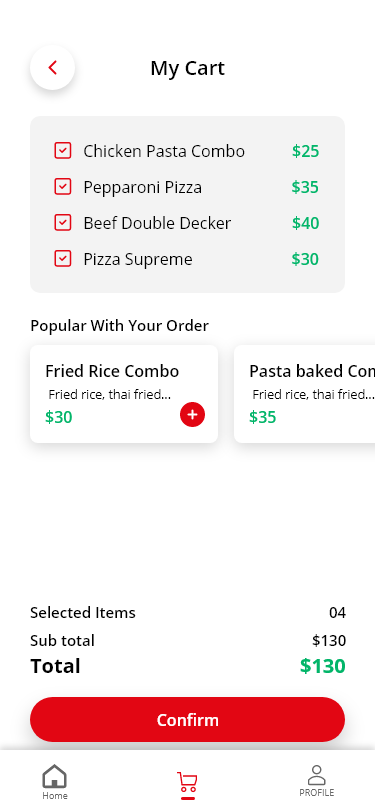 My Cart
Chicken Pasta Combo $25
Pepparoni Pizza $35
Beef Double Decker $40
Pizza Supreme $30
Popular With Your Order
Fried Rice Combo
Fried rice, thai fried...
$30
Pasta baked Com
Fried rice, thai fried...
$35
Selected Items 04
Sub total $130
Total $130
Confirm
Home
PROFILE